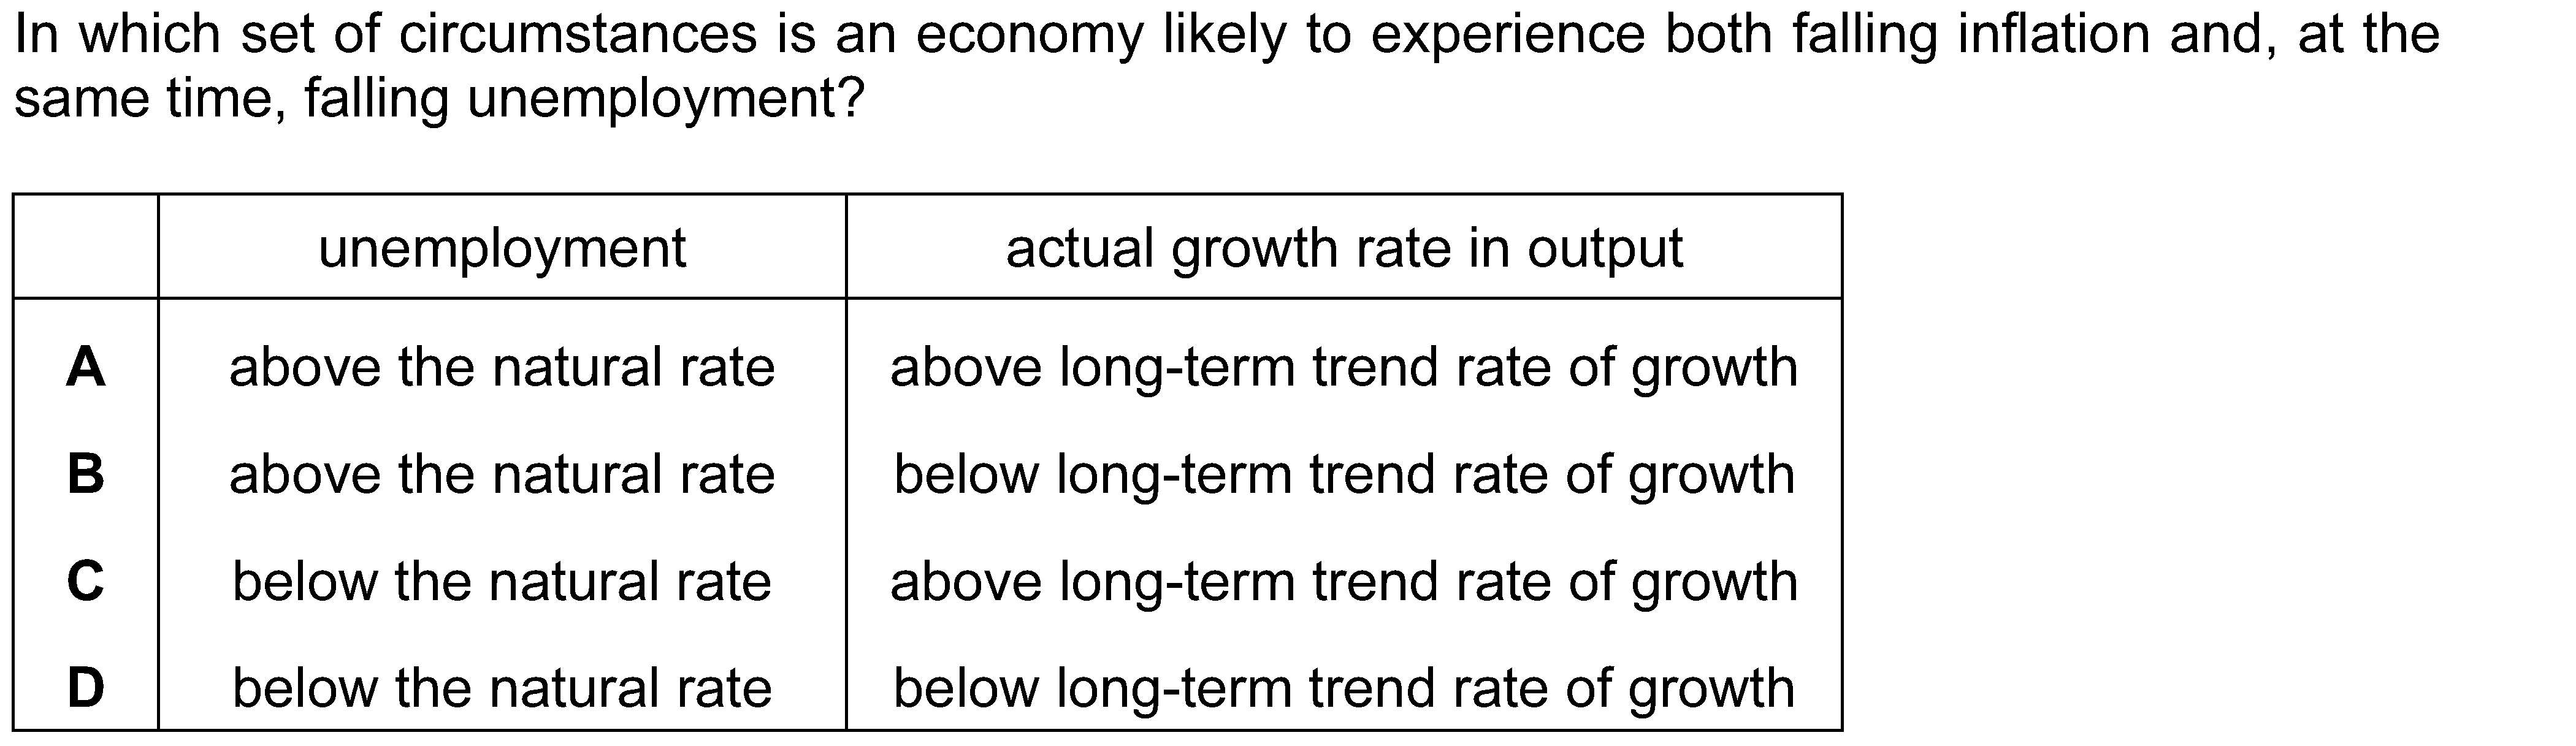 In which set of circumstances is an economy likely to experience both falling inflation and, at the
same time, falling unemployment?
unemployment actual growth rate in output
A above the natural rate above long-term trend rate of growth
B above the natural rate below long-term trend rate of growth
C below the natural rate above long-term trend rate of growth
D below the natural rate below long-term trend rate of growth